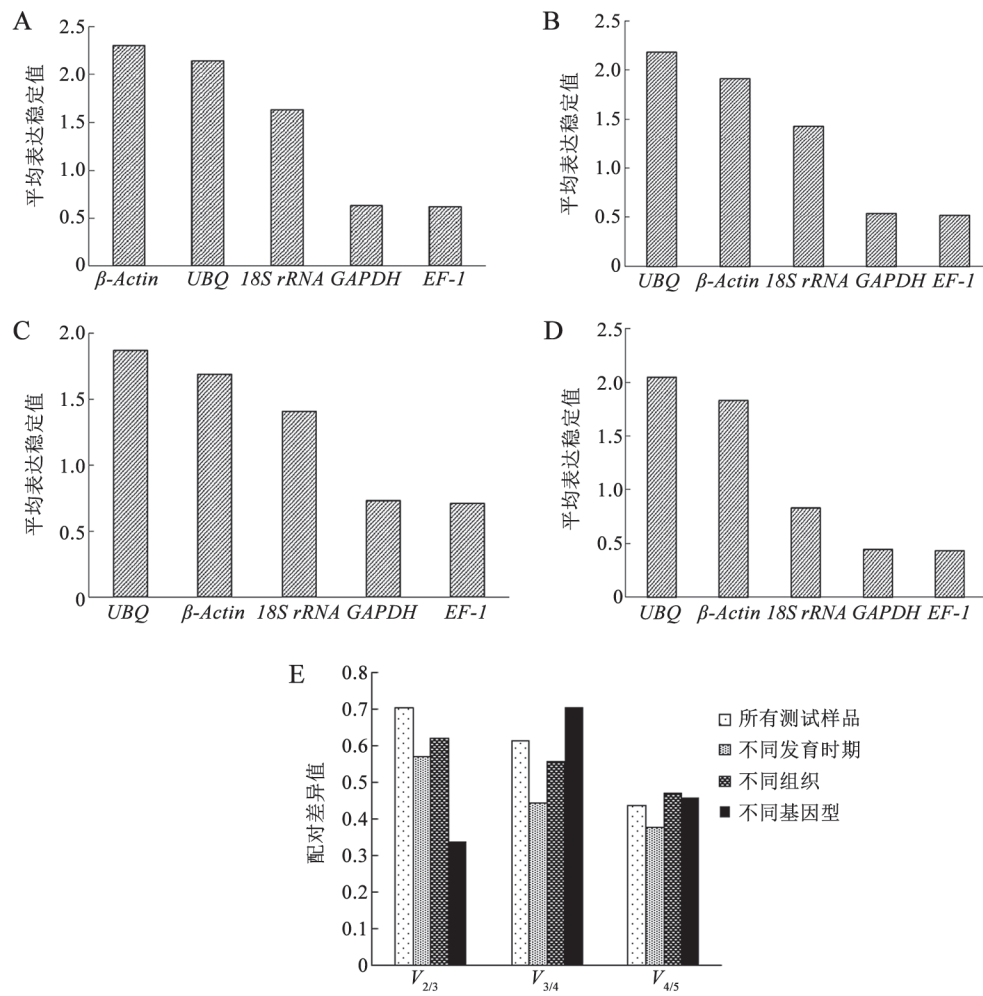 A
平均表达稳定值
2.5
2.0
1.5
1.0
0.5
0
β-Actin UBQ 18S rRNA GAPDH EF-1
B
平均表达稳定值
2.5
2.0
1.5
1.0
0.5
0
UBQ β-Actin 18S rRNA GAPDH EF-1
C
平均表达稳定值
2.0
1.5
1.0
0.5
0
UBQ β-Actin 18S rRNA GAPDH EF-1
D
平均表达稳定值
2.5
2.0
1.5
1.0
0.5
0
UBQ β-Actin 18S rRNA GAPDH EF-1
E
配对差异值
0.8
0.7
0.6
0.5
0.4
0.3
0.2
0.1
0
V2/3 V3/4 V4/5
所有测试样品
不同发育时期
不同组织
不同基因型